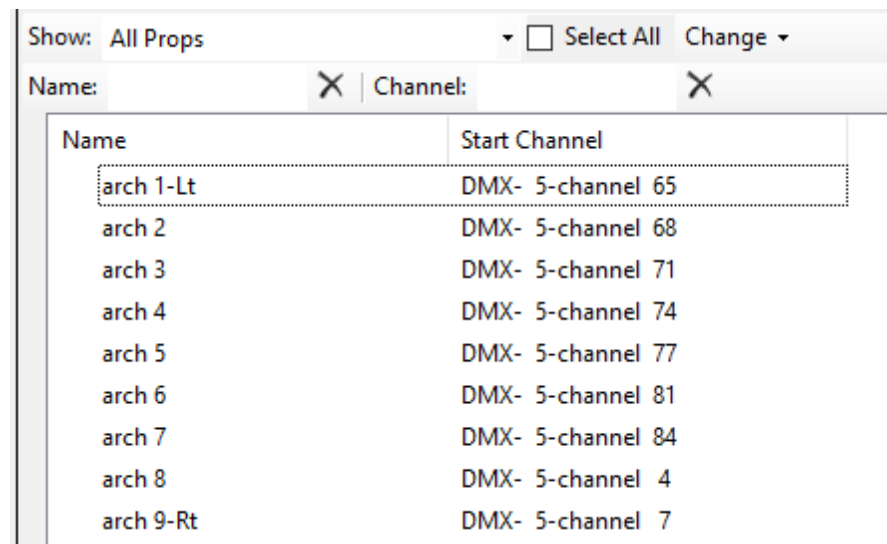 Show: All Props Select All Change
Name: Channel:
Name Start Channel
arch 1-Lt DMX- 5-channel 65
arch 2 DMX- 5-channel 68
arch 3 DMX- 5-channel 71
arch 4 DMX- 5-channel 74
arch 5 DMX- 5-channel 77
arch 6 DMX- 5-channel 81
arch 7 DMX- 5-channel 84
arch 8 DMX- 5-channel 4
arch 9-Rt DMX- 5-channel 7